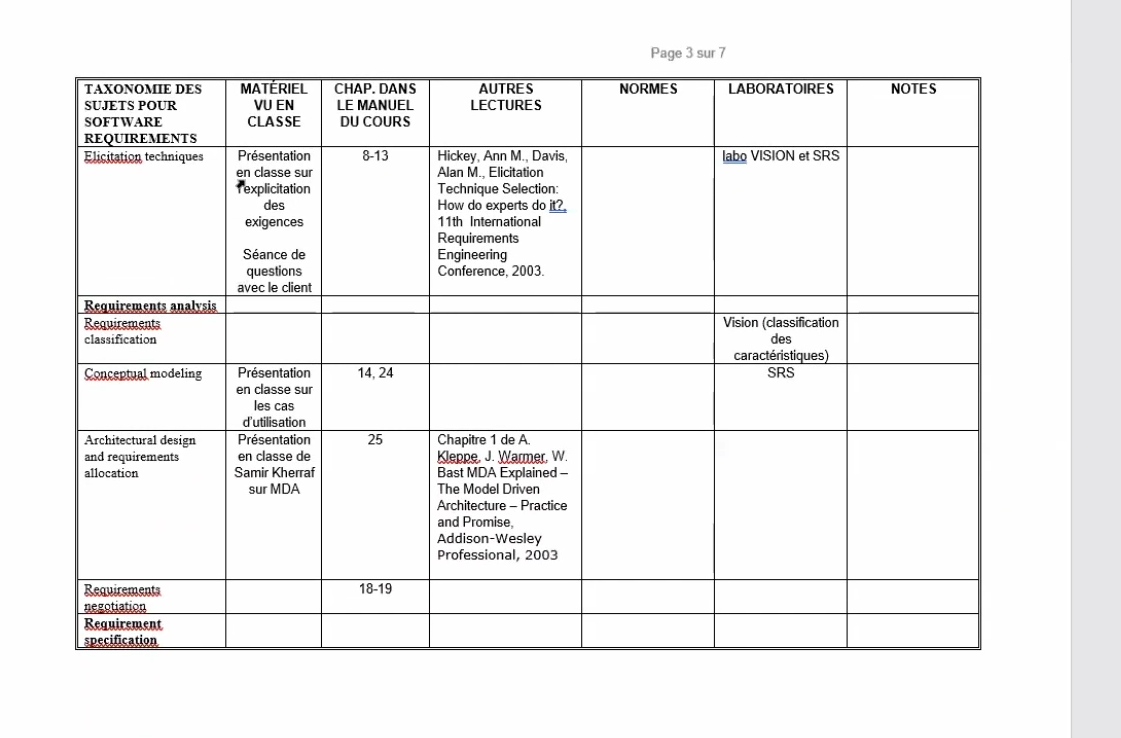 Page 3 sur 7
TAXONOMIE DES
SUJETS POUR
SOFTWARE
REQUIREMENTS
MATÉRIEL
VU EN
CLASSE
CHAP. DANS
LE MANUEL
DU COURS
AUTRES
LECTURES
NORMES
LABORATOIRES
NOTES
Elicitation techniques
Présentation
en classe sur
l'explicitation
des
exigences
Séance de
questions
avec le client
8-13
Hickey, Ann M., Davis,
Alan M., Elicitation
Technique Selection:
How do experts do it?,
11th International
Requirements
Engineering
Conference, 2003.
labo VISION et SRS
Requirements analysis
Requirements
classification
Vision (classification
des
caractéristiques)
Conceptual modeling
Présentation
en classe sur
les cas
d'utilisation
14, 24
SRS
Architectural design
and requirements
allocation
Présentation
en classe de
Samir Kherraf
sur MDA
25
Chapitre 1 de A.
Kleppe, J. Warmer, W.
Bast MDA Explained –
The Model Driven
Architecture – Practice
and Promise,
Addison-Wesley
Professional, 2003
Requirements
negotiation
18-19
Requirement
specification